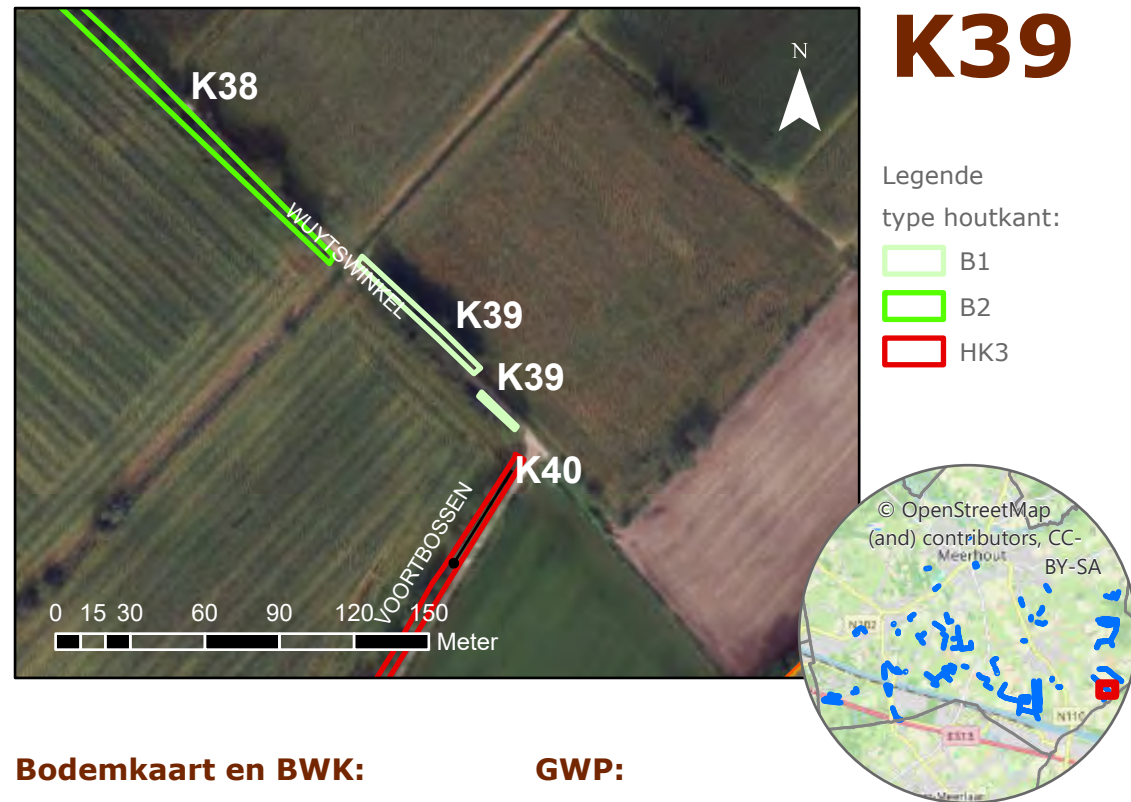 K39
K38
N
WUYTSWINKEL
K39
K39
K40
VOORTBOSSEN
0 15 30 60 90 120 150
Meter
Legende
type houtkant:
B1
B2
HK3
© OpenStreetMap
(and) contributors, CC-
BY-SA
Meerhout
N102
N110
E313
Bodemkaart en BWK:
GWP: